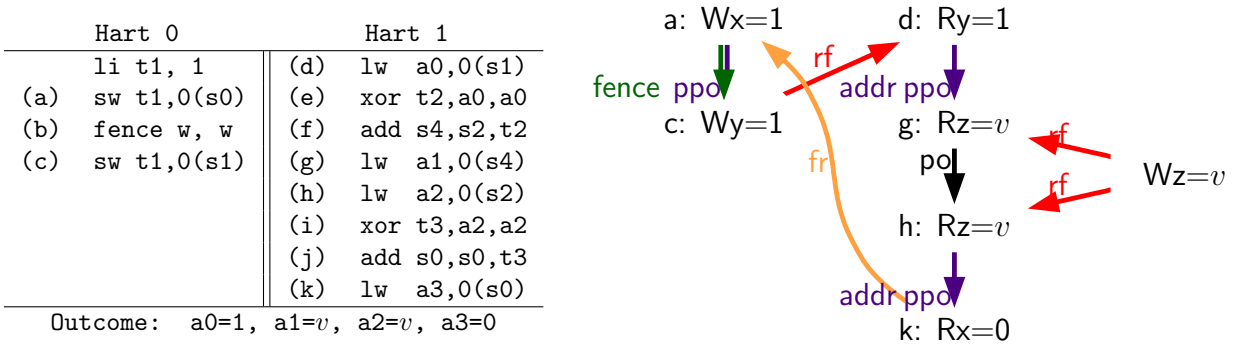 Hart 0 Hart 1
li t1, 1 (d) lw a0,0(s1)
(a) sw t1,0(s0) (e) xor t2,a0,a0
(b) fence w, w (f) add s4,s2,t2
(c) sw t1,0(s1) (g) lw a1,0(s4)
(h) lw a2,0(s2)
(i) xor t3,a2,a2
(j) add s0,s0,t3
(k) lw a3,0(s0)
Outcome: a0=1, a1=v, a2=v, a3=0
a: Wx=1 d: Ry=1
rf
fence ppo addr ppo
c: Wy=1 g: Rz=v
rf
fr po
Wz=v
rf
h: Rz=v
addr ppo
k: Rx=0